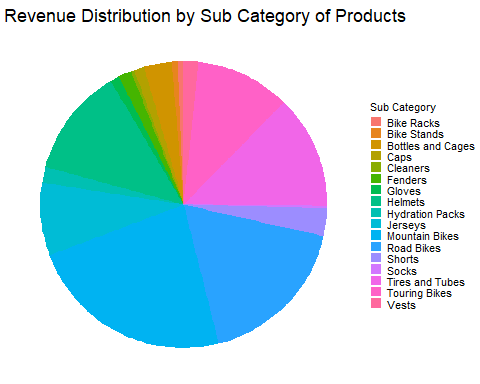 Revenue Distribution by Sub Category of Products
Sub Category
Bike Racks
Bike Stands
Bottles and Cages
Caps
Cleaners
Fenders
Gloves
Helmets
Hydration Packs
Jerseys
Mountain Bikes
Road Bikes
Shorts
Socks
Tires and Tubes
Touring Bikes
Vests